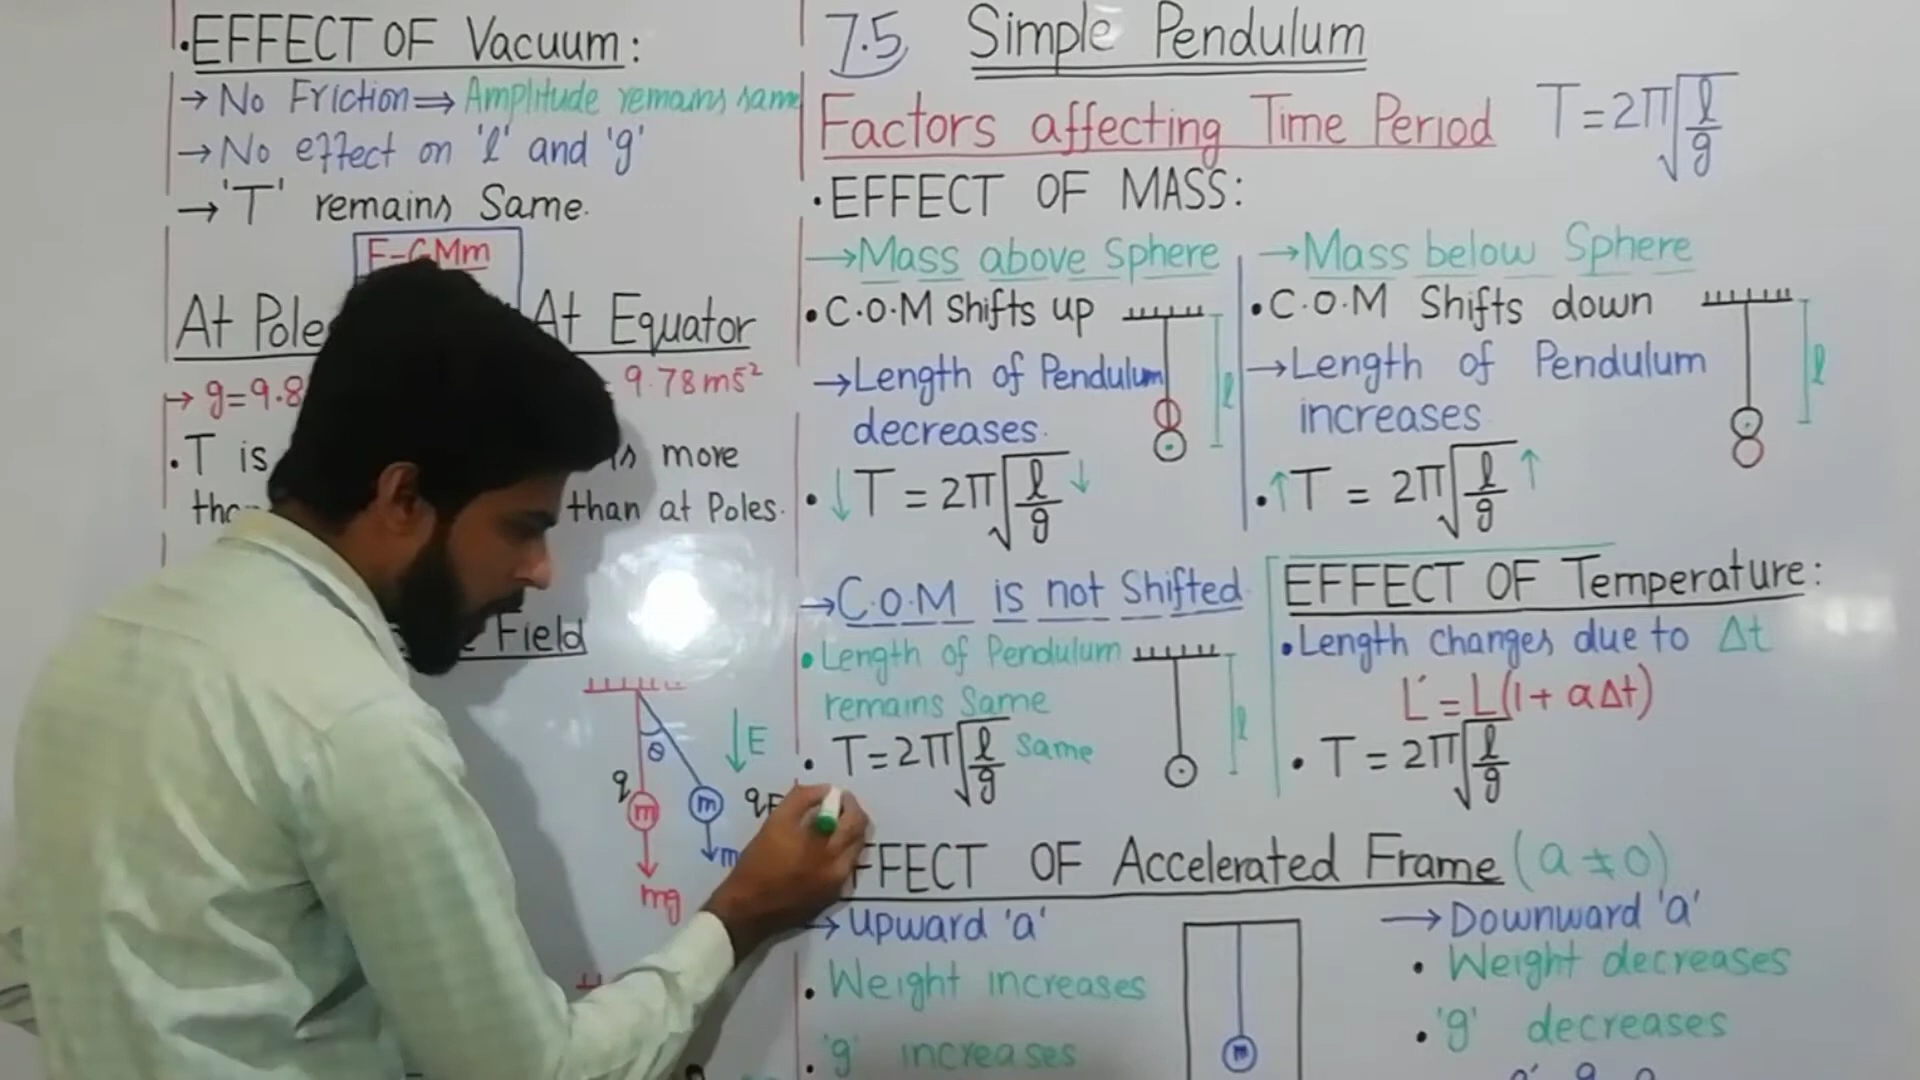 •EFFECT OF Vacuum:
→ No Friction ⇒ Amplitude remains same
→ No effect on 'l' and 'g'
→ 'T' remains Same.
F=GMm
At Poles
At Equator
→ g=9.8
9.78ms²
•T is
more
than at Poles.
Field
E
θ
q
m
m
mg
7.5 Simple Pendulum
Factors affecting Time Period T=2π√l/g
•EFFECT OF MASS:
→Mass above Sphere
•C.O.M Shifts up
→Length of Pendulum
decreases.
l
•↓T=2π√l/g↓
→Mass below Sphere
•C.O.M Shifts down
→Length of Pendulum
increases
l
•↑T=2π√l/g↑
→C.O.M is not Shifted
•Length of Pendulum
remains Same
• T=2π√l/g Same
l
EFFECT OF Temperature:
•Length changes due to Δt
L'=L(1+αΔt)
• T=2π√l/g
FFECT OF Accelerated Frame (a≠0)
→Upward 'a'
•Weight increases
•'g' increases
m
→Downward 'a'
• Weight decreases
•'g' decreases